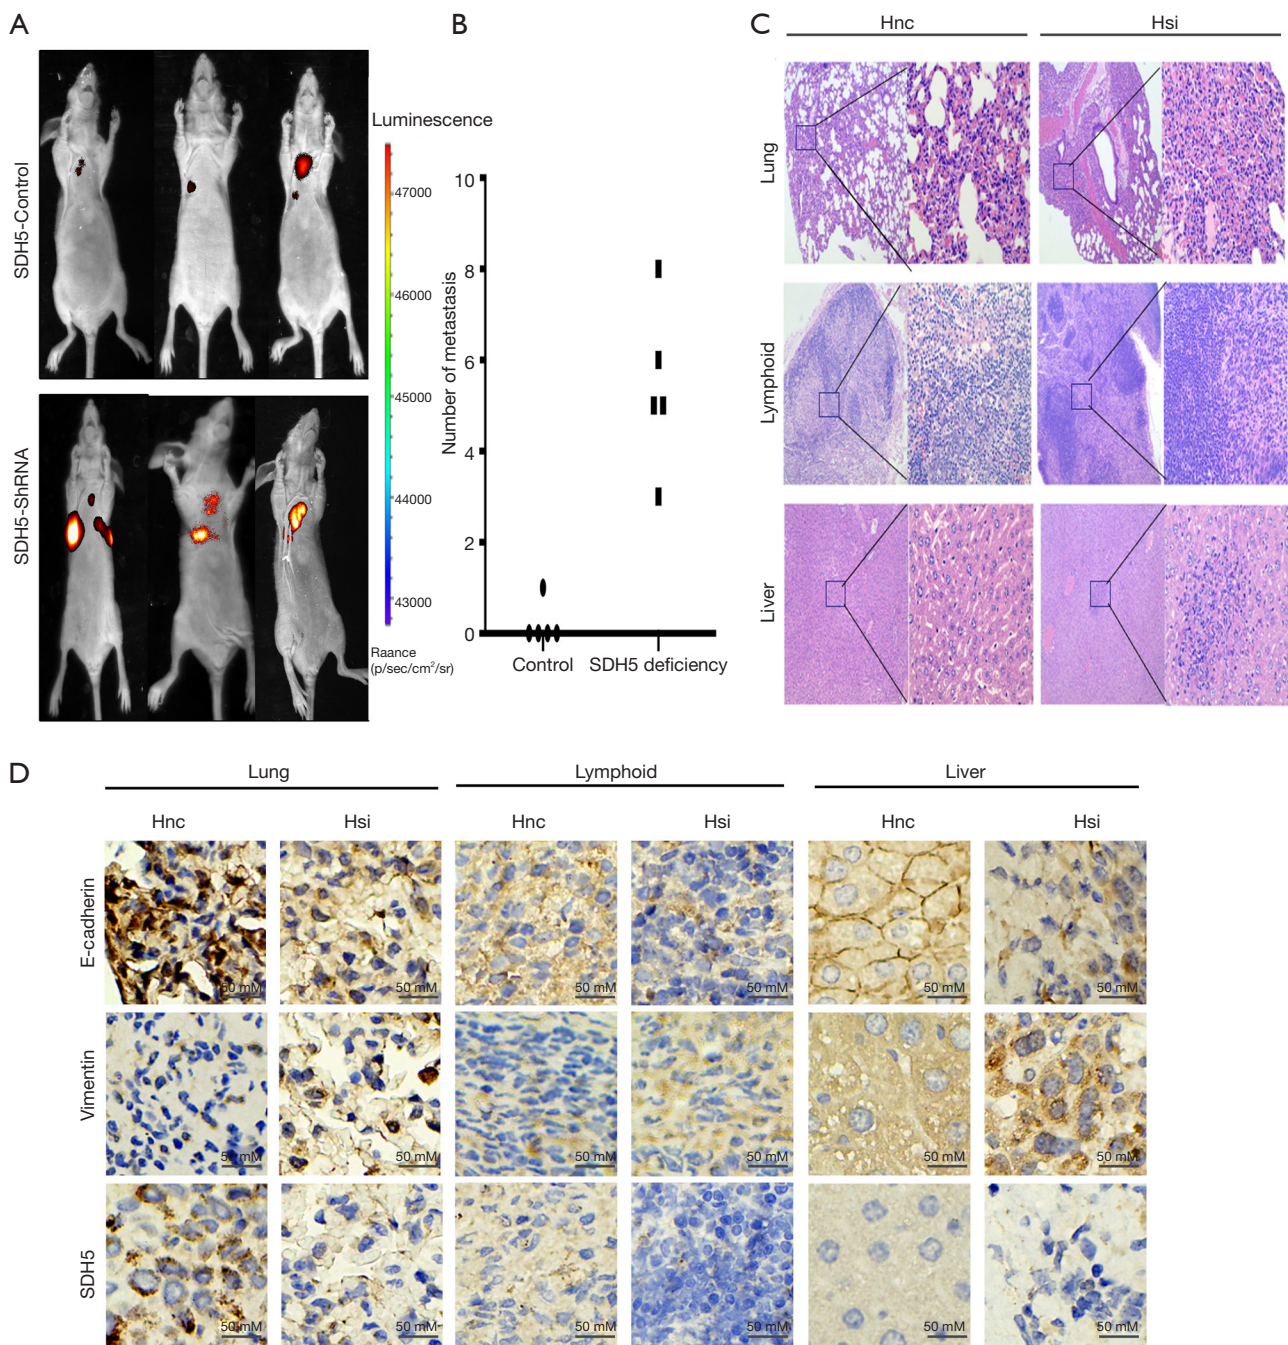 A
SDH5-Control
SDH5-ShRNA
Luminescence
47000
46000
45000
44000
43000
Raance
(p/sec/cm²/sr)
B
Number of metastasis
10
8
6
4
2
0
Control SDH5 deficiency
C
Hnc Hsi
Lung
Lymphoid
Liver
D
Lung Lymphoid Liver
Hnc Hsi Hnc Hsi Hnc Hsi
E-cadherin
50 mM 50 mM 50 mM 50 mM 50 mM 50 mM
Vimentin
50 mM 50 mM 50 mM 50 mM 50 mM 50 mM
SDH5
50 mM 50 mM 50 mM 50 mM 50 mM 50 mM